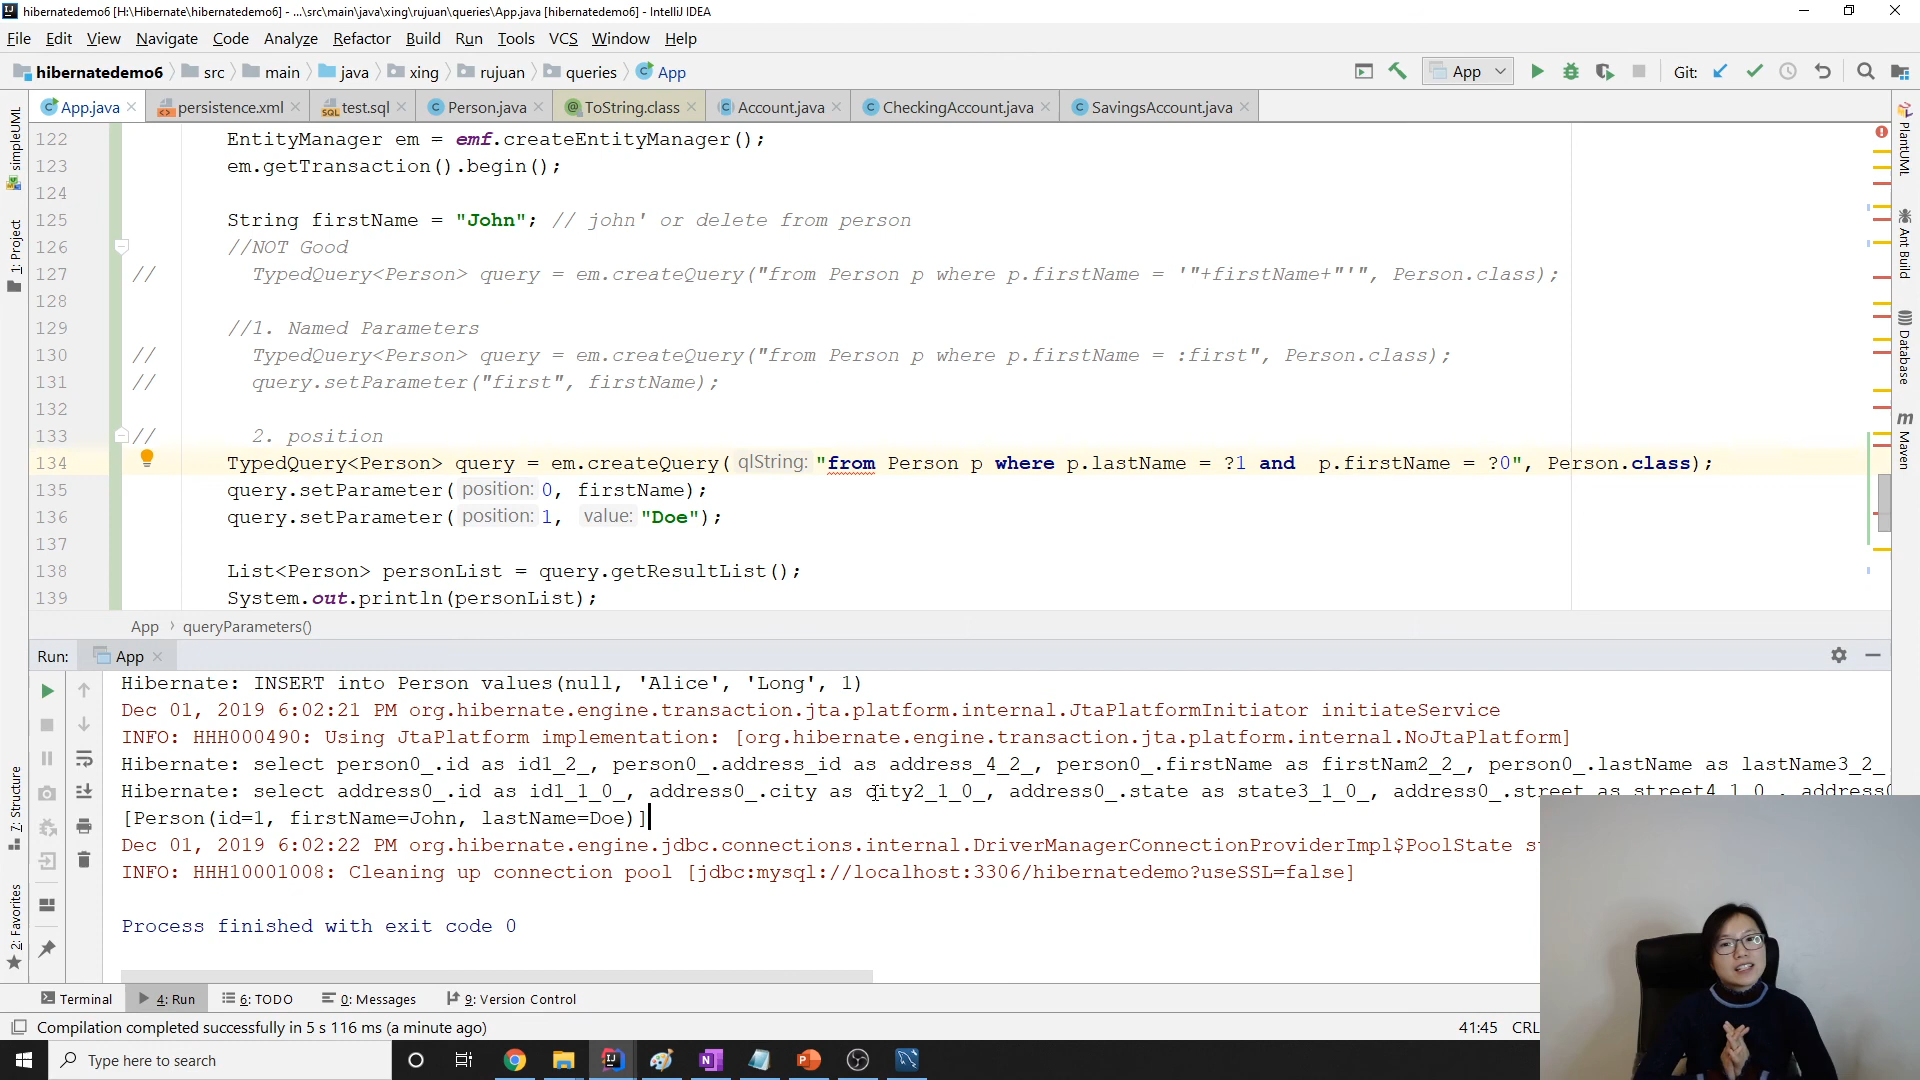 hibernatedemo6 [H:\Hibernate\hibernatedemo6] - ...\src\main\java\xing\rujuan\queries\App.java [hibernatedemo6] - IntelliJ IDEA
File Edit View Navigate Code Analyze Refactor Build Run Tools VCS Window Help
hibernatedemo6 src main java xing rujuan queries App App Git:
App.java persistence.xml test.sql Person.java ToString.class Account.java CheckingAccount.java SavingsAccount.java
122 EntityManager em = emf.createEntityManager();
123 em.getTransaction().begin();
124
125 String firstName = "John"; // john' or delete from person
126 //NOT Good
127 // TypedQuery<Person> query = em.createQuery("from Person p where p.firstName = '"+firstName+"'", Person.class);
128
129 //1. Named Parameters
130 // TypedQuery<Person> query = em.createQuery("from Person p where p.firstName = :first", Person.class);
131 // query.setParameter("first", firstName);
132
133 // 2. position
134 TypedQuery<Person> query = em.createQuery( qlString: "from Person p where p.lastName = ?1 and  p.firstName = ?0", Person.class);
135 query.setParameter( position: 0, firstName);
136 query.setParameter( position: 1, value: "Doe");
137
138 List<Person> personList = query.getResultList();
139 System.out.println(personList);
App queryParameters()
Run: App
Hibernate: INSERT into Person values(null, 'Alice', 'Long', 1)
Dec 01, 2019 6:02:21 PM org.hibernate.engine.transaction.jta.platform.internal.JtaPlatformInitiator initiateService
INFO: HHH000490: Using JtaPlatform implementation: [org.hibernate.engine.transaction.jta.platform.internal.NoJtaPlatform]
Hibernate: select person0_.id as id1_2_, person0_.address_id as address_4_2_, person0_.firstName as firstNam2_2_, person0_.lastName as lastName3_2_
Hibernate: select address0_.id as id1_1_0_, address0_.city as city2_1_0_, address0_.state as state3_1_0_, address0_.street as street4_1_0_, address0
[Person(id=1, firstName=John, lastName=Doe)]
Dec 01, 2019 6:02:22 PM org.hibernate.engine.jdbc.connections.internal.DriverManagerConnectionProviderImpl$PoolState s
INFO: HHH10001008: Cleaning up connection pool [jdbc:mysql://localhost:3306/hibernatedemo?useSSL=false]
Process finished with exit code 0
Terminal 4: Run 6: TODO 0: Messages 9: Version Control
Compilation completed successfully in 5 s 116 ms (a minute ago) 41:45 CRL
Type here to search
simpleUML
1: Project
7: Structure
2: Favorites
PlantUML
Ant Build
Database
Maven